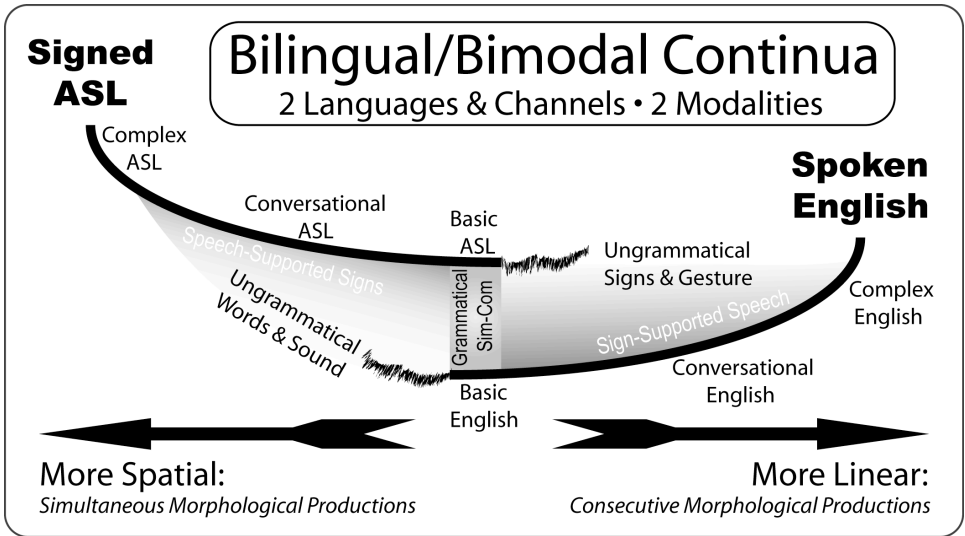 Signed
ASL
Bilingual/Bimodal Continua
2 Languages & Channels • 2 Modalities
Complex
ASL
Spoken
English
Conversational
ASL
Basic
ASL
Speech-Supported Signs
Ungrammatical
Signs & Gesture
Ungrammatical
Words & Sound
Grammatical
Sim-Com
Sign-Supported Speech
Complex
English
Conversational
English
Basic
English
More Spatial:
Simultaneous Morphological Productions
More Linear:
Consecutive Morphological Productions